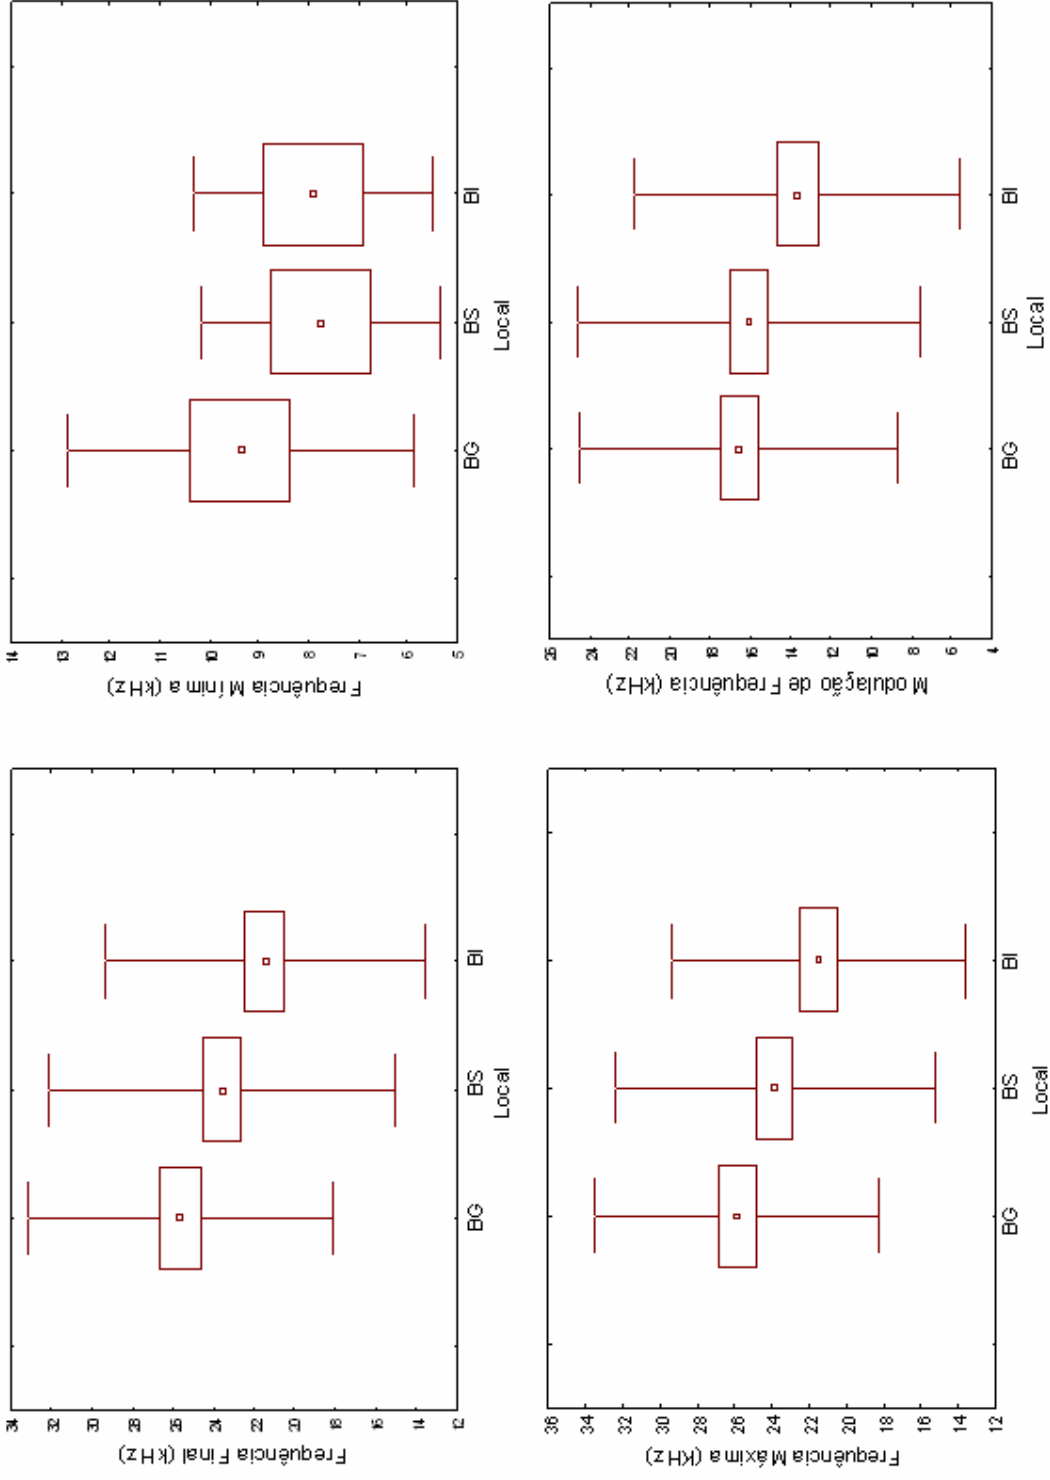 Frequência Final (kHz)
34
32
30
28
26
24
22
20
18
16
14
12
BG
BS
BI
Local
Frequência Mínima (kHz)
14
13
12
11
10
9
8
7
6
5
BG
BS
BI
Local
Frequência Máxima (KHz)
36
34
32
30
28
26
24
22
20
18
16
14
12
BG
BS
BI
Local
Modulação de Frequência (kHz)
26
24
22
20
18
16
14
12
10
8
6
4
BG
BS
BI
Local